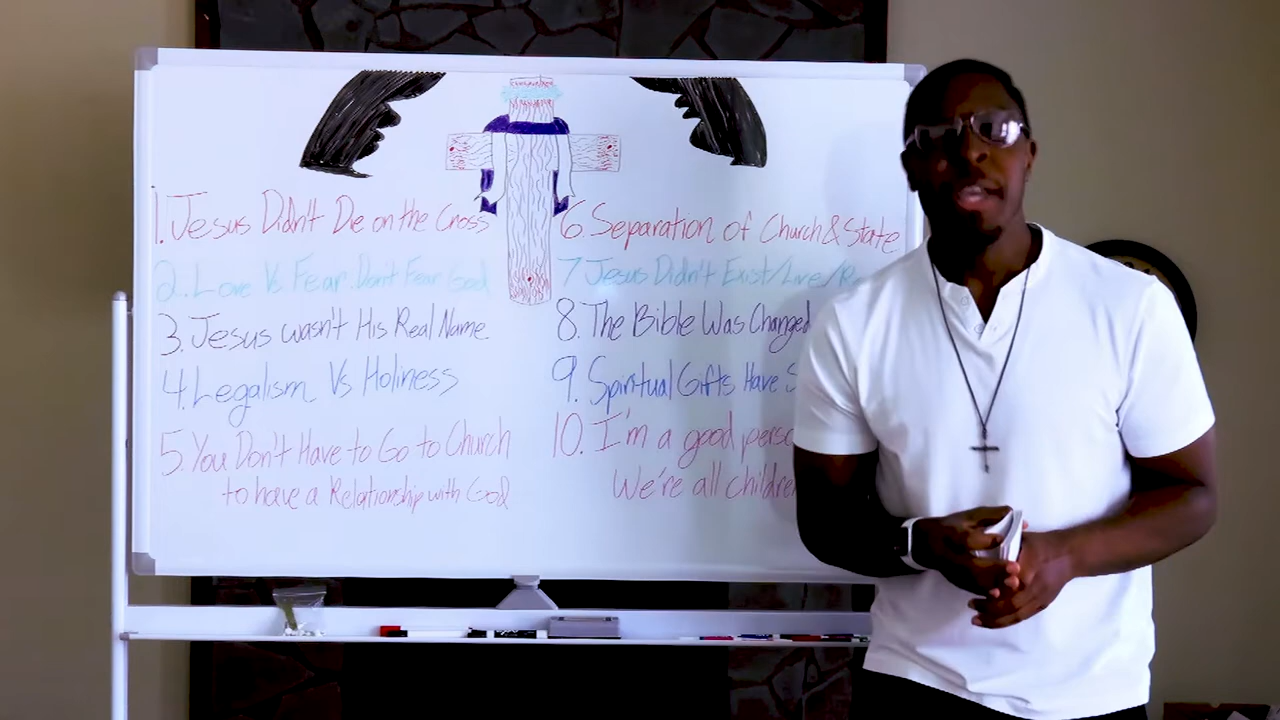 1. Jesus Didn't Die on the Cross
2. Love Vs Fear. Don't Fear God
3. Jesus wasn't His Real Name
4. Legalism Vs Holiness
5. You Don't Have to Go to Church
to have a Relationship with God
6. Separation of Church & State
7 Jesus Didn't Exist/Live/
8. The Bible Was Changed
9. Spiritual Gifts Have
10. I'm a good
We're all